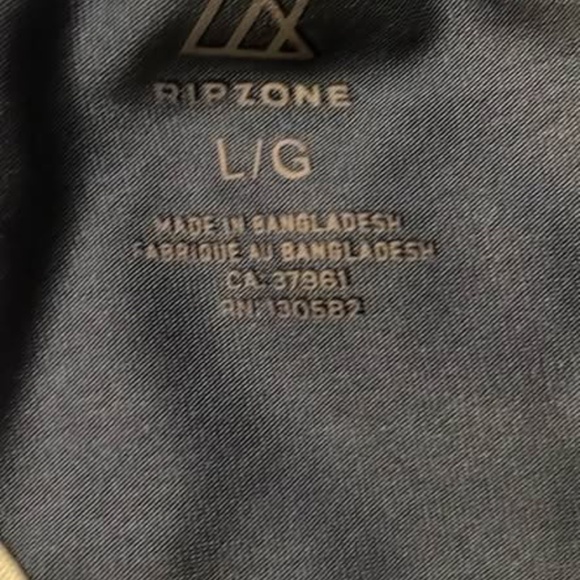 RIPZONE
L/G
MADE IN BANGLADESH
FABRIQUE AU BANGLADESH
CA: 37961
RN: 130582